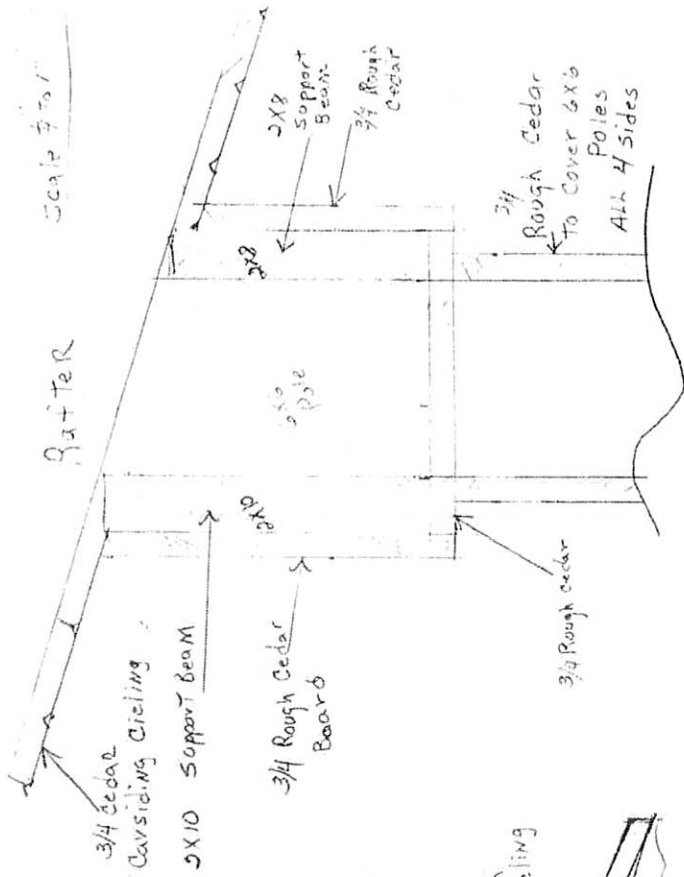 Scale
RafTeR
2X8
Support
Beam
3/4 Rough
Cedar
2X8
6X6
Pole
2X10
3/4 Cedar
Carsiding Cieling
2X10 Support Beam
3/4 Rough Cedar
Board
3/4 Rough Cedar
3/4
Rough Cedar
To Cover 6X6
Poles
ALL 4 Sides